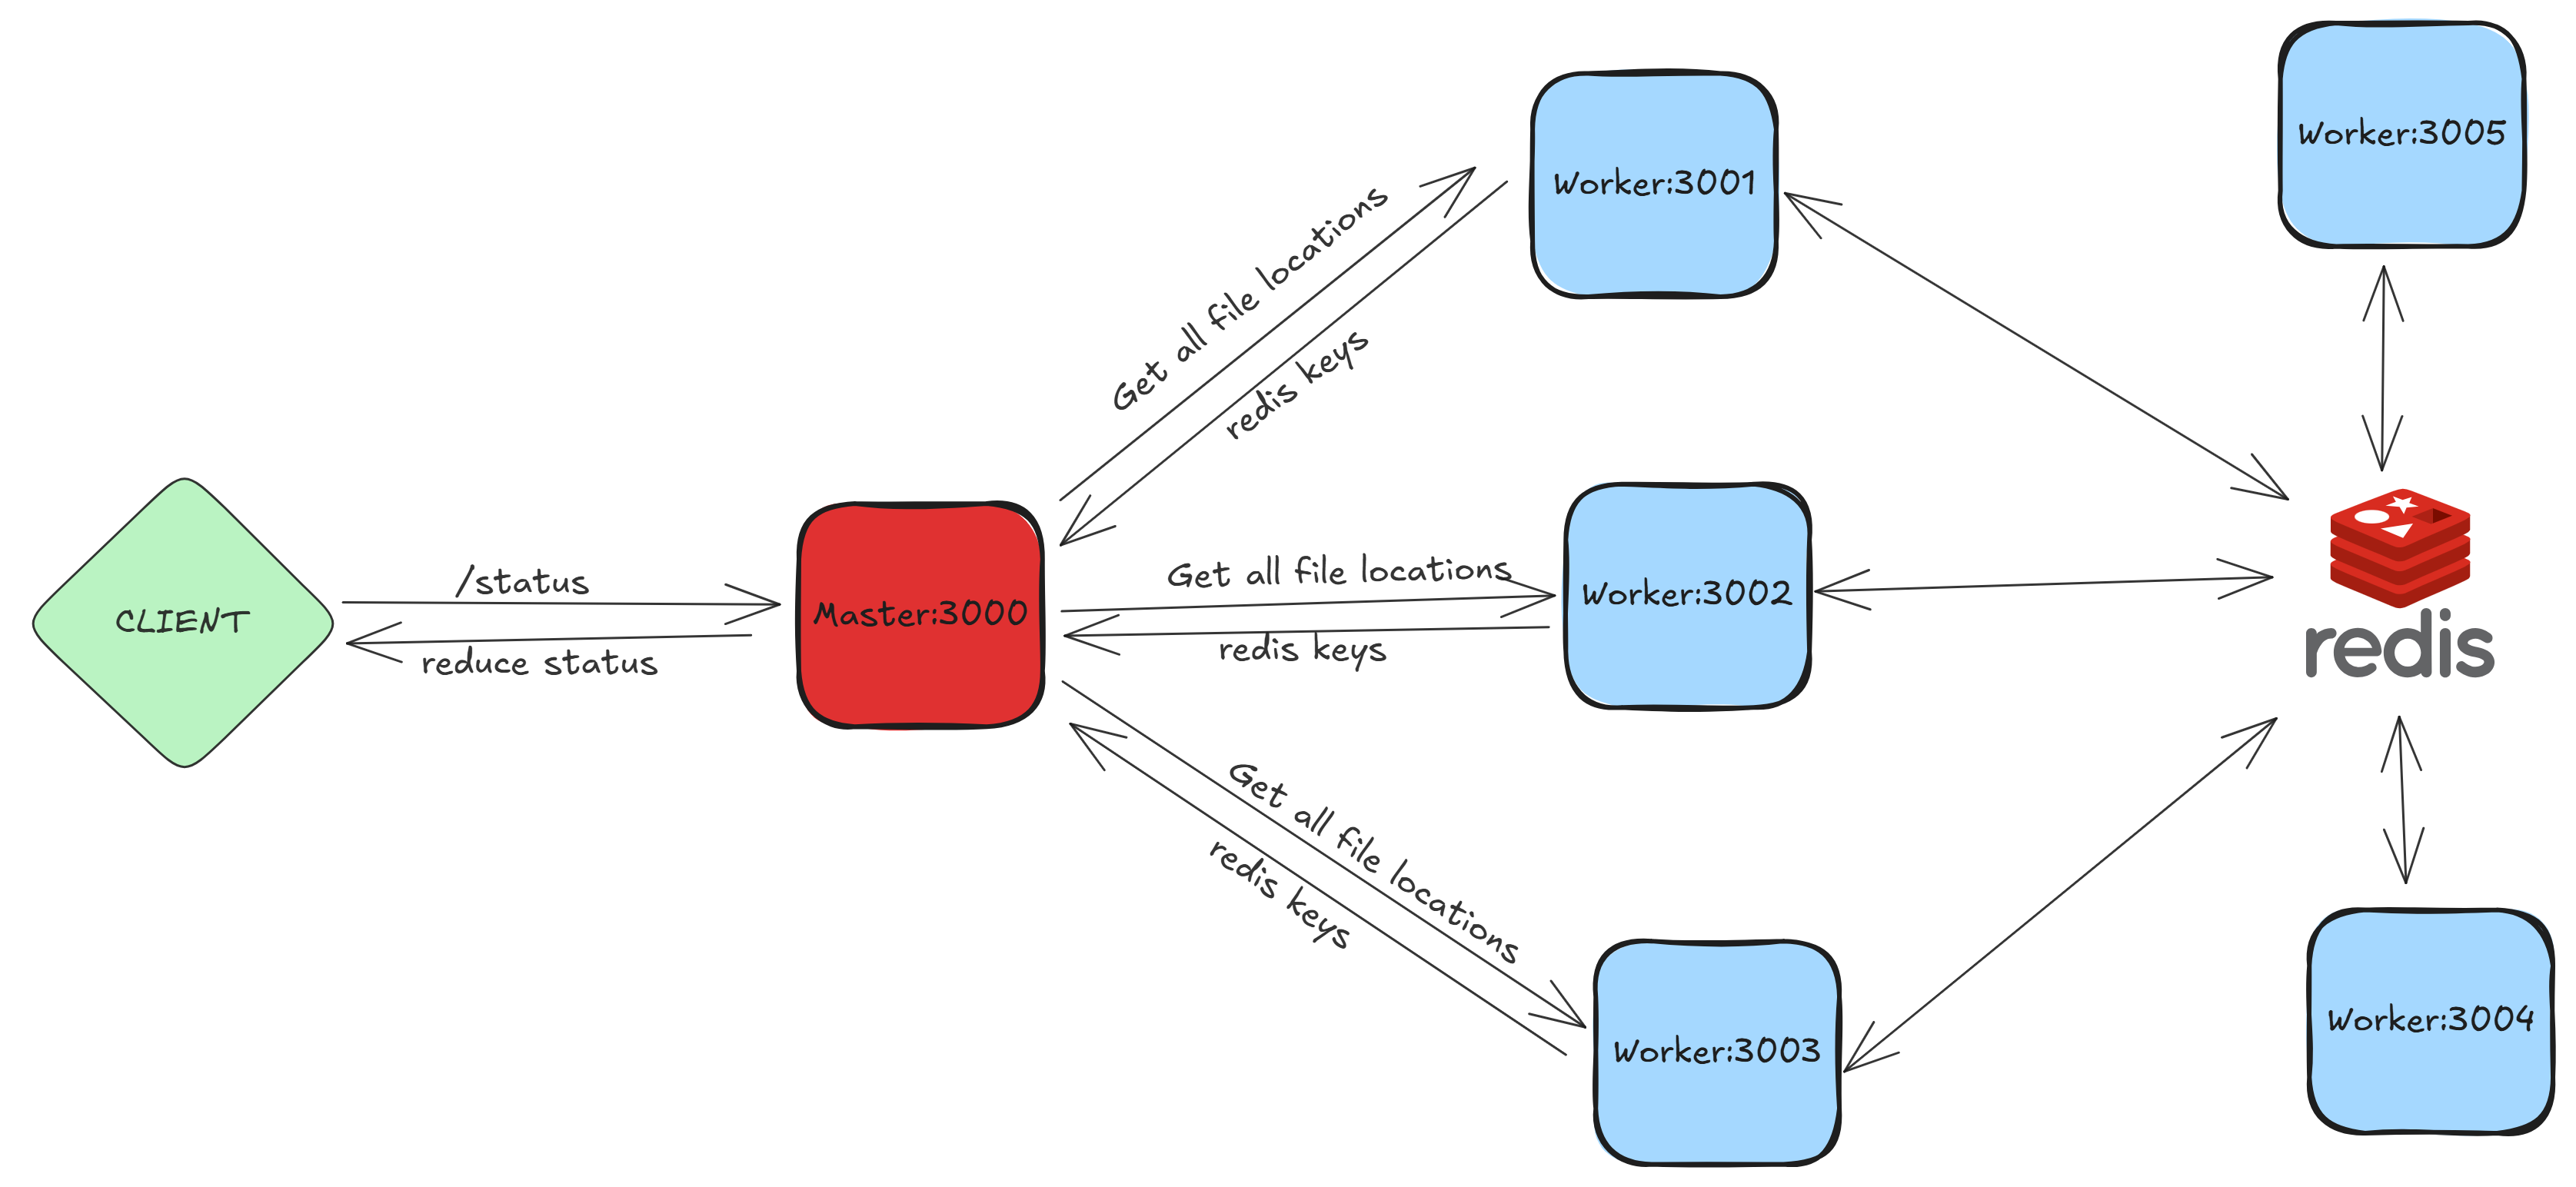 Worker:3005
Worker:3001
Get all file locations
redis keys
CLIENT
/status
reduce status
Master:3000
Get all file locations
redis keys
Worker:3002
redis
Get all file locations
redis keys
Worker:3003
Worker:3004